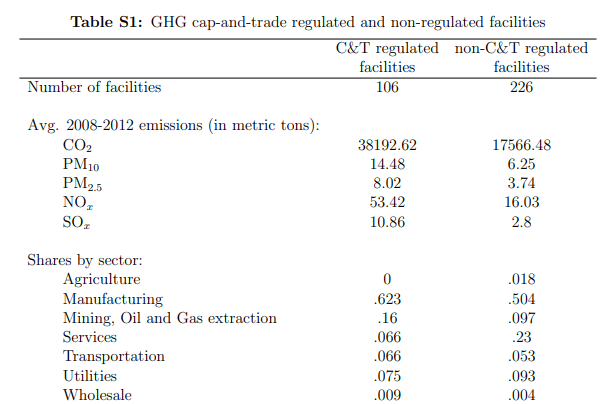 Table S1: GHG cap-and-trade regulated and non-regulated facilities
C&T regulated non-C&T regulated
facilities facilities
Number of facilities 106 226
Avg. 2008-2012 emissions (in metric tons):
CO₂ 38192.62 17566.48
PM₁₀ 14.48 6.25
PM₂.₅ 8.02 3.74
NOₓ 53.42 16.03
SOₓ 10.86 2.8
Shares by sector:
Agriculture 0 .018
Manufacturing .623 .504
Mining, Oil and Gas extraction .16 .097
Services .066 .23
Transportation .066 .053
Utilities .075 .093
Wholesale .009 .004